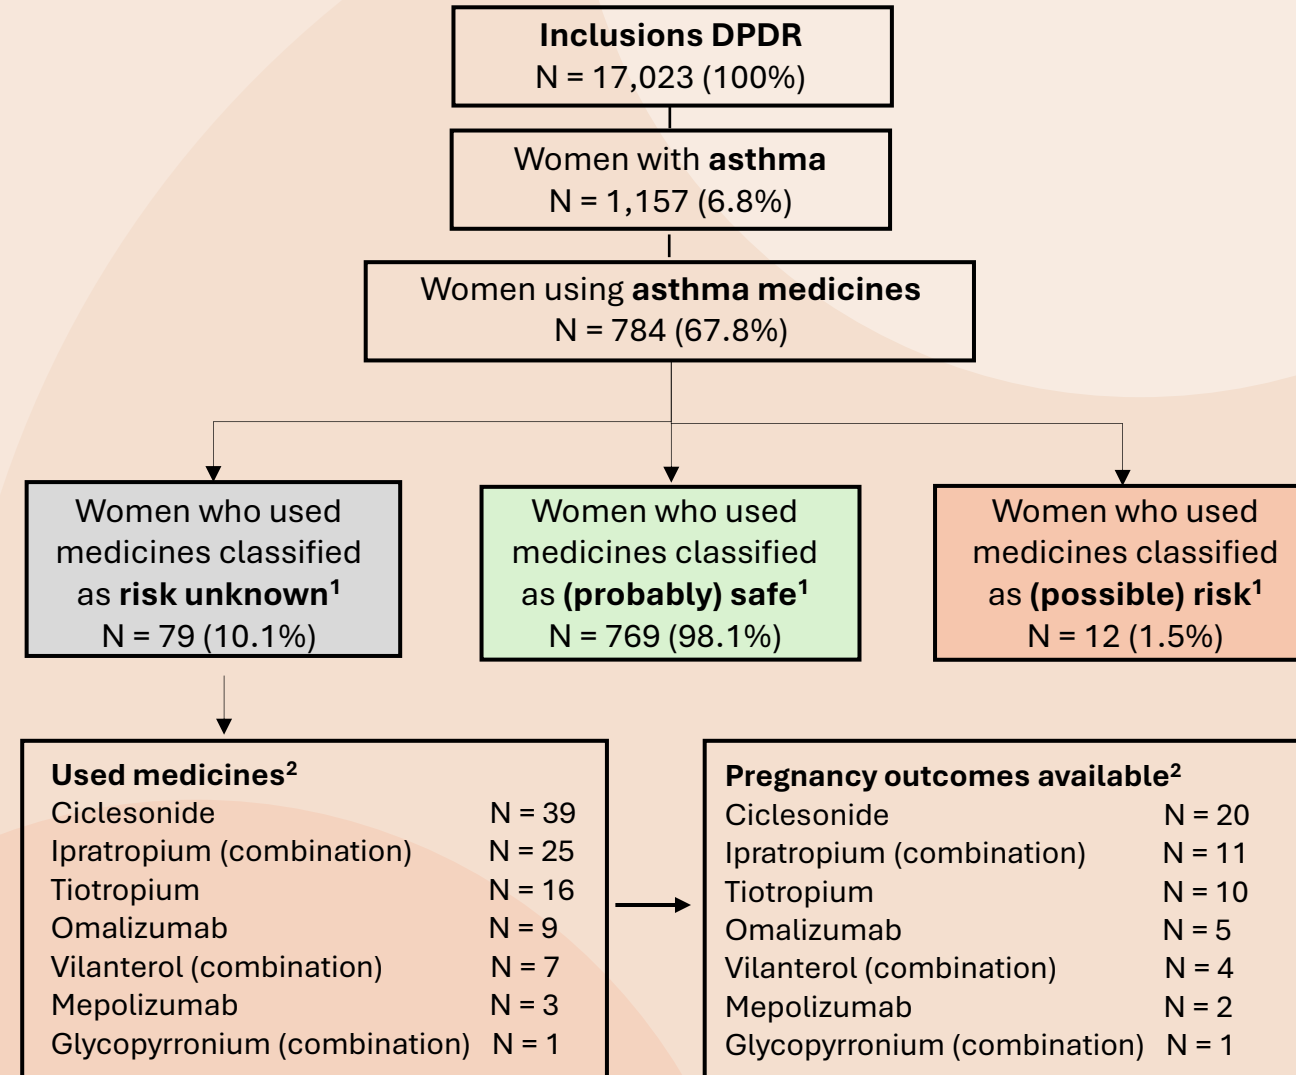 Inclusions DPDR
N = 17,023 (100%)
Women with asthma
N = 1,157 (6.8%)
Women using asthma medicines
N = 784 (67.8%)
Women who used
medicines classified
as risk unknown¹
N = 79 (10.1%)
Women who used
medicines classified
as (probably) safe¹
N = 769 (98.1%)
Women who used
medicines classified
as (possible) risk¹
N = 12 (1.5%)
Used medicines²
Ciclesonide N = 39
Ipratropium (combination) N = 25
Tiotropium N = 16
Omalizumab N = 9
Vilanterol (combination) N = 7
Mepolizumab N = 3
Glycopyrronium (combination) N = 1
Pregnancy outcomes available²
Ciclesonide N = 20
Ipratropium (combination) N = 11
Tiotropium N = 10
Omalizumab N = 5
Vilanterol (combination) N = 4
Mepolizumab N = 2
Glycopyrronium (combination) N = 1